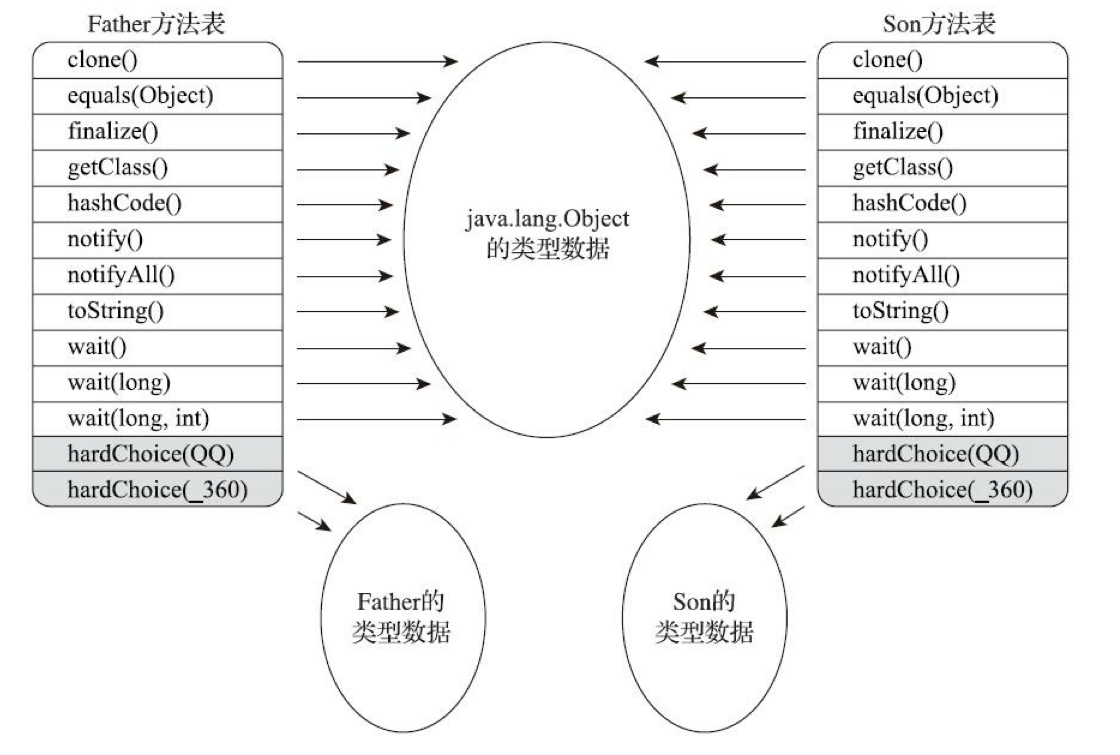 Father方法表
clone()
equals(Object)
finalize()
getClass()
hashCode()
notify()
notifyAll()
toString()
wait()
wait(long)
wait(long, int)
hardChoice(QQ)
hardChoice(_360)
java.lang.Object
的类型数据
Father的
类型数据
Son的
类型数据
Son方法表
clone()
equals(Object)
finalize()
getClass()
hashCode()
notify()
notifyAll()
toString()
wait()
wait(long)
wait(long, int)
hardChoice(QQ)
hardChoice(_360)